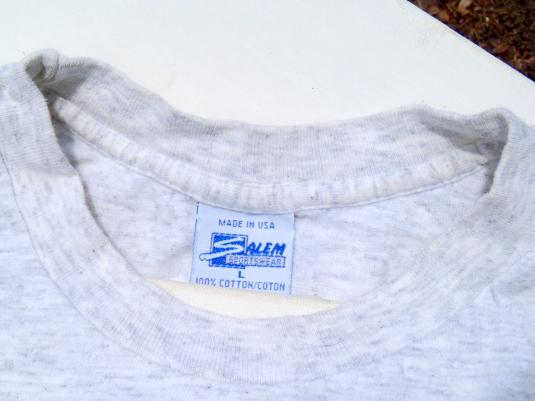 MADE IN USA
SALEM
SPORTSWEAR
L
100% COTTON/COTON